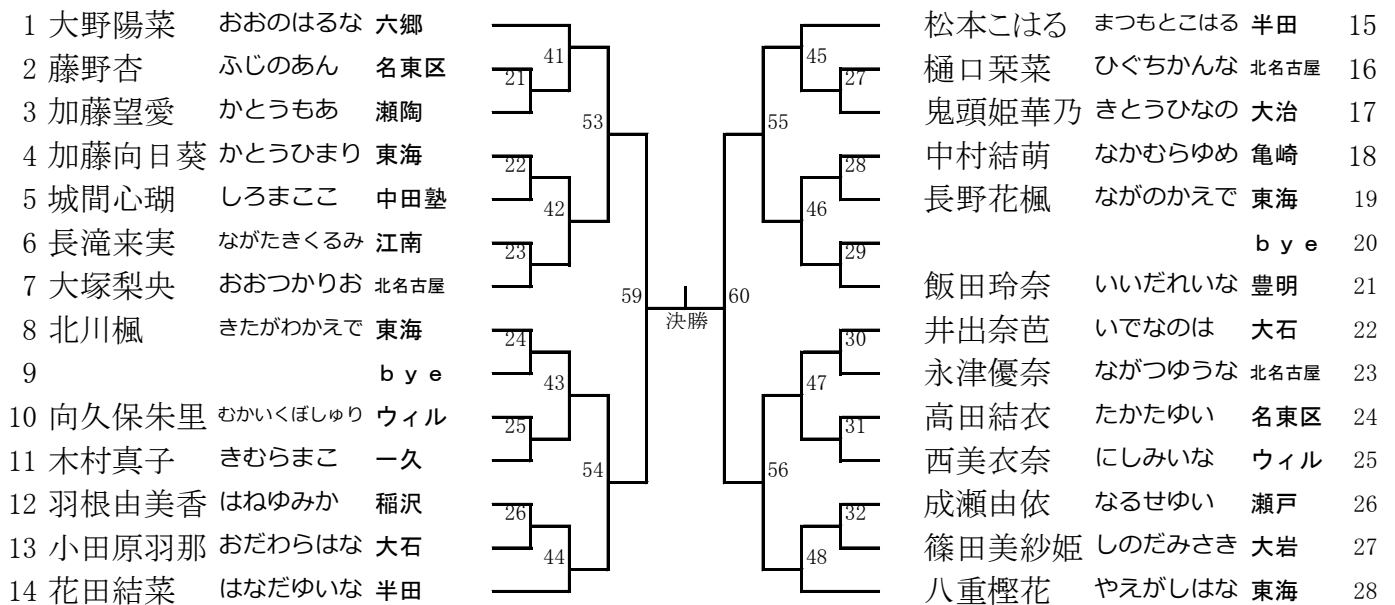 1 大野陽菜 おおのはるな 六郷
2 藤野杏 ふじのあん 名東区
3 加藤望愛 かとうもあ 瀬陶
4 加藤向日葵 かとうひまり 東海
5 城間心瑚 しろまここ 中田塾
6 長滝来実 ながたきくるみ 江南
7 大塚梨央 おおつかりお 北名古屋
8 北川楓 きたがわかえで 東海
9 bye
10 向久保朱里 むかいくぼしゅり ウィル
11 木村真子 きむらまこ 一久
12 羽根由美香 はねゆみか 稲沢
13 小田原羽那 おだわらはな 大石
14 花田結菜 はなだゆいな 半田
41
21
53
22
42
23
59
24
43
25
54
26
44
決勝
60
45
27
55
28
46
29
30
47
31
56
32
48
松本こはる まつもとこはる 半田 15
樋口栞菜 ひぐちかんな 北名古屋 16
鬼頭姫華乃 きとうひなの 大治 17
中村結萌 なかむらゆめ 亀崎 18
長野花楓 ながのかえで 東海 19
bye 20
飯田玲奈 いいだれいな 豊明 21
井出奈芭 いでなのは 大石 22
永津優奈 ながつゆうな 北名古屋 23
高田結衣 たかたゆい 名東区 24
西美衣奈 にしみいな ウィル 25
成瀬由依 なるせゆい 瀬戸 26
篠田美紗姫 しのだみさき 大岩 27
八重樫花 やえがしはな 東海 28